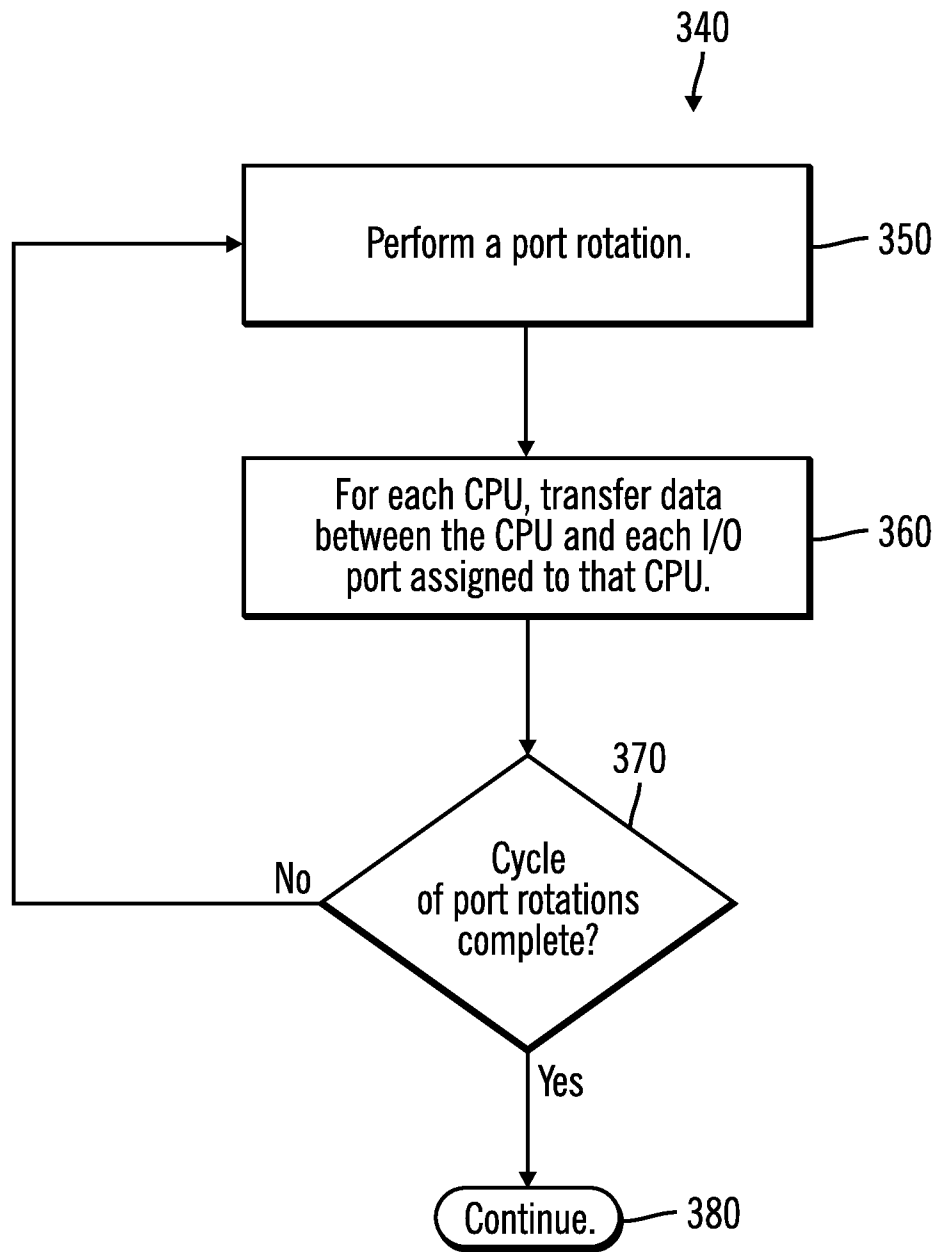 340
Perform a port rotation.
350
For each CPU, transfer data
between the CPU and each I/O
port assigned to that CPU.
360
370
Cycle
of port rotations
complete?
No
Yes
Continue.
380